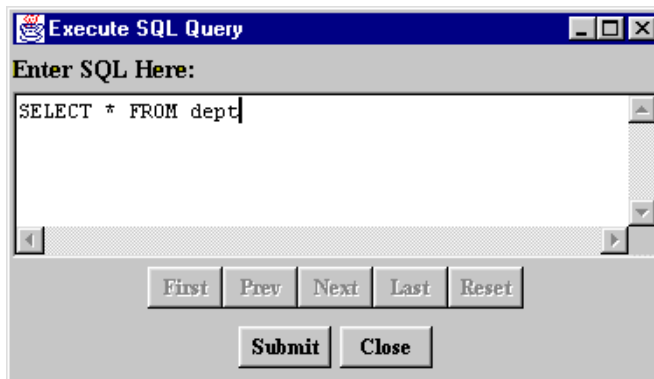 Execute SQL Query
Enter SQL Here:
SELECT * FROM dept
First Prev Next Last Reset
Submit Close